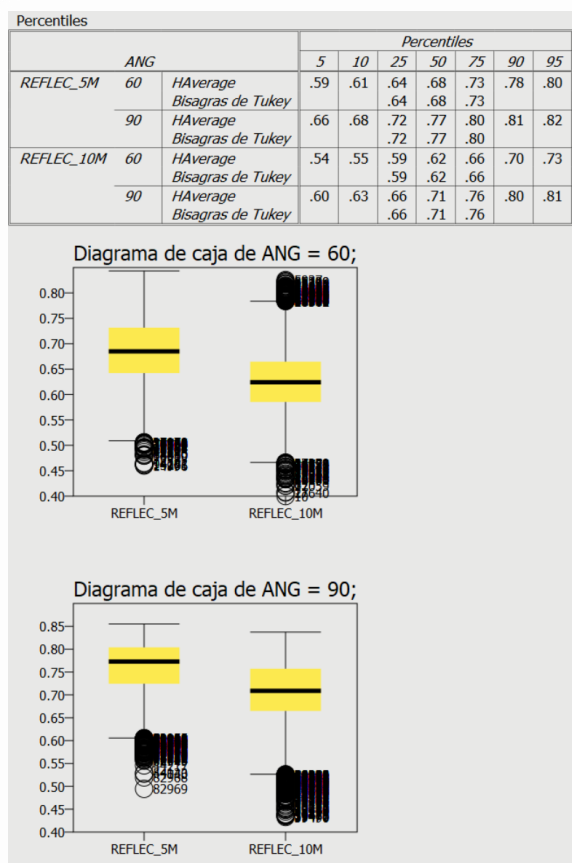 Percentiles
Percentiles
ANG 5 10 25 50 75 90 95
REFLEC_5M 60 HAverage .59 .61 .64 .68 .73 .78 .80
Bisagras de Tukey .64 .68 .73
90 HAverage .66 .68 .72 .77 .80 .81 .82
Bisagras de Tukey .72 .77 .80
REFLEC_10M 60 HAverage .54 .55 .59 .62 .66 .70 .73
Bisagras de Tukey .59 .62 .66
90 HAverage .60 .63 .66 .71 .76 .80 .81
Bisagras de Tukey .66 .71 .76
Diagrama de caja de ANG = 60;
0.80
0.75
0.70
0.65
0.60
0.55
0.50
0.45
0.40
REFLEC_5M REFLEC_10M
Diagrama de caja de ANG = 90;
0.85
0.80
0.75
0.70
0.65
0.60
0.55
0.50
82969
0.45
0.40
REFLEC_5M REFLEC_10M